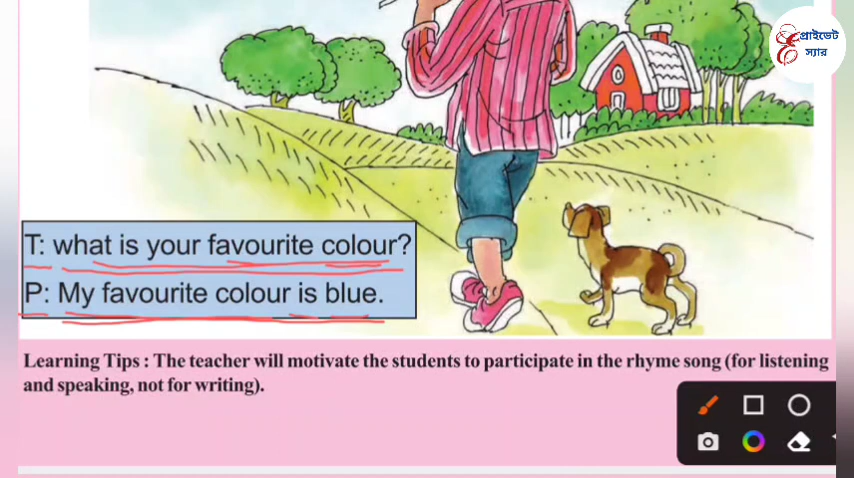 প্রাইভেট
স্যার
T: what is your favourite colour?
P: My favourite colour is blue.
Learning Tips : The teacher will motivate the students to participate in the rhyme song (for listening
and speaking, not for writing).